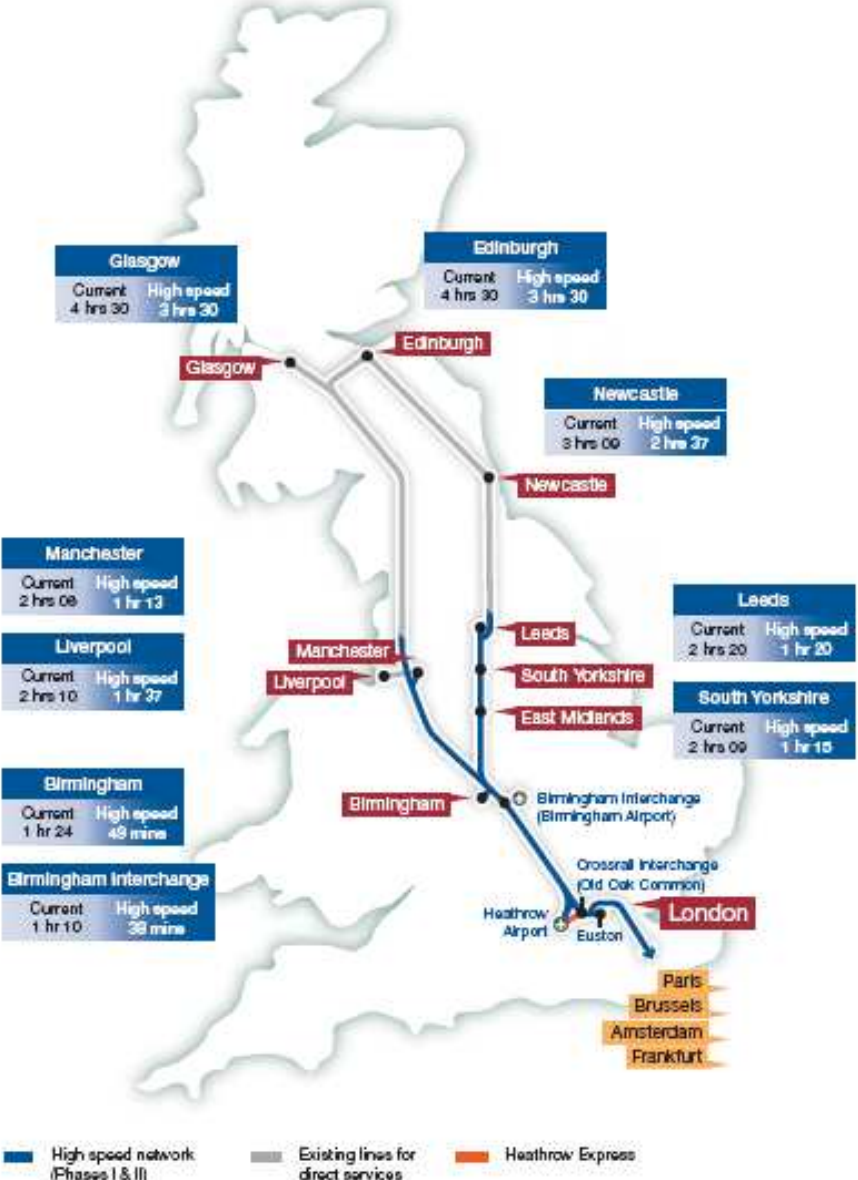 Glasgow
Current High speed
4 hrs 30 3 hrs 30
Edinburgh
Current High speed
4 hrs 30 3 hrs 30
Edinburgh
Glasgow
Newcastle
Current High speed
3 hrs 09 2 hrs 37
Newcastle
Manchester
Current High speed
2 hrs 08 1 hr 13
Liverpool
Current High speed
2 hrs 10 1 hr 37
Leeds
Current High speed
2 hrs 20 1 hr 20
South Yorkshire
Current High speed
2 hrs 09 1 hr 15
Manchester
Liverpool
Leeds
South Yorkshire
East Midlands
Birmingham
Current High speed
1 hr 24 49 mins
Birmingham Interchange
Current High speed
1 hr 10 38 mins
Birmingham
Birmingham Interchange
(Birmingham Airport)
Crossrail Interchange
(Old Oak Common)
London
Heathrow
Airport
Euston
Paris
Brussels
Amsterdam
Frankfurt
High speed network
(Phases I & II)
Existing lines for
direct services
Heathrow Express